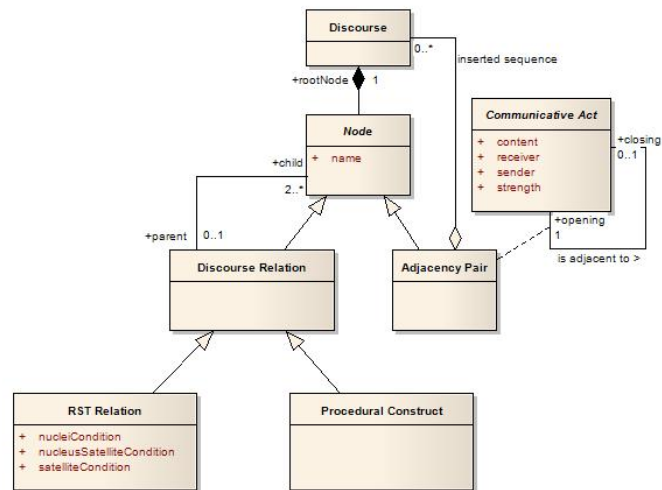 Discourse
0..*
inserted sequence
+rootNode 1
Node
+ name
Communicative Act
+ content
+ receiver
+ sender
+ strength
+closing
0..1
+child
2..*
+opening
1
is adjacent to >
+parent 0..1
Discourse Relation
Adjacency Pair
RST Relation
+ nucleiCondition
+ nucleusSatelliteCondition
+ satelliteCondition
Procedural Construct